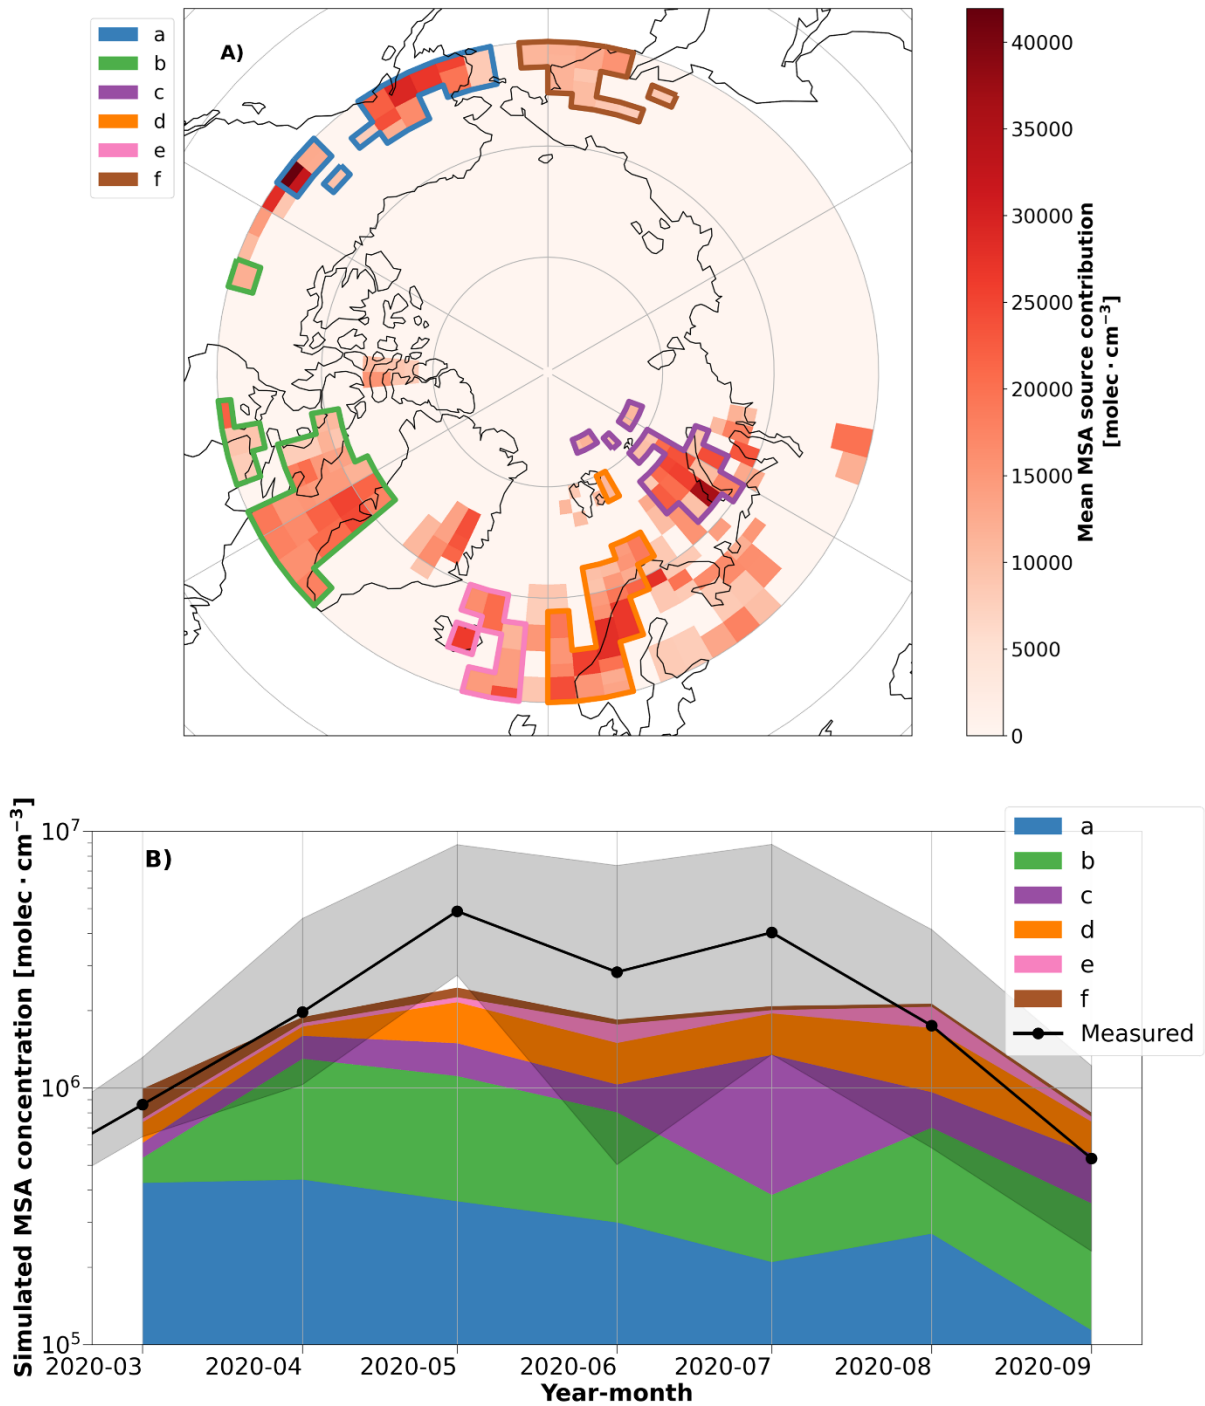 a
b
c
d
e
f
A)
40000
35000
30000
25000
20000
15000
10000
5000
0
Mean MSA source contribution
[molec · cm⁻³]
B)
a
b
c
d
e
f
Measured
10⁷
10⁶
10⁵
Simulated MSA concentration [molec · cm⁻³]
2020-03 2020-04 2020-05 2020-06 2020-07 2020-08 2020-09
Year-month